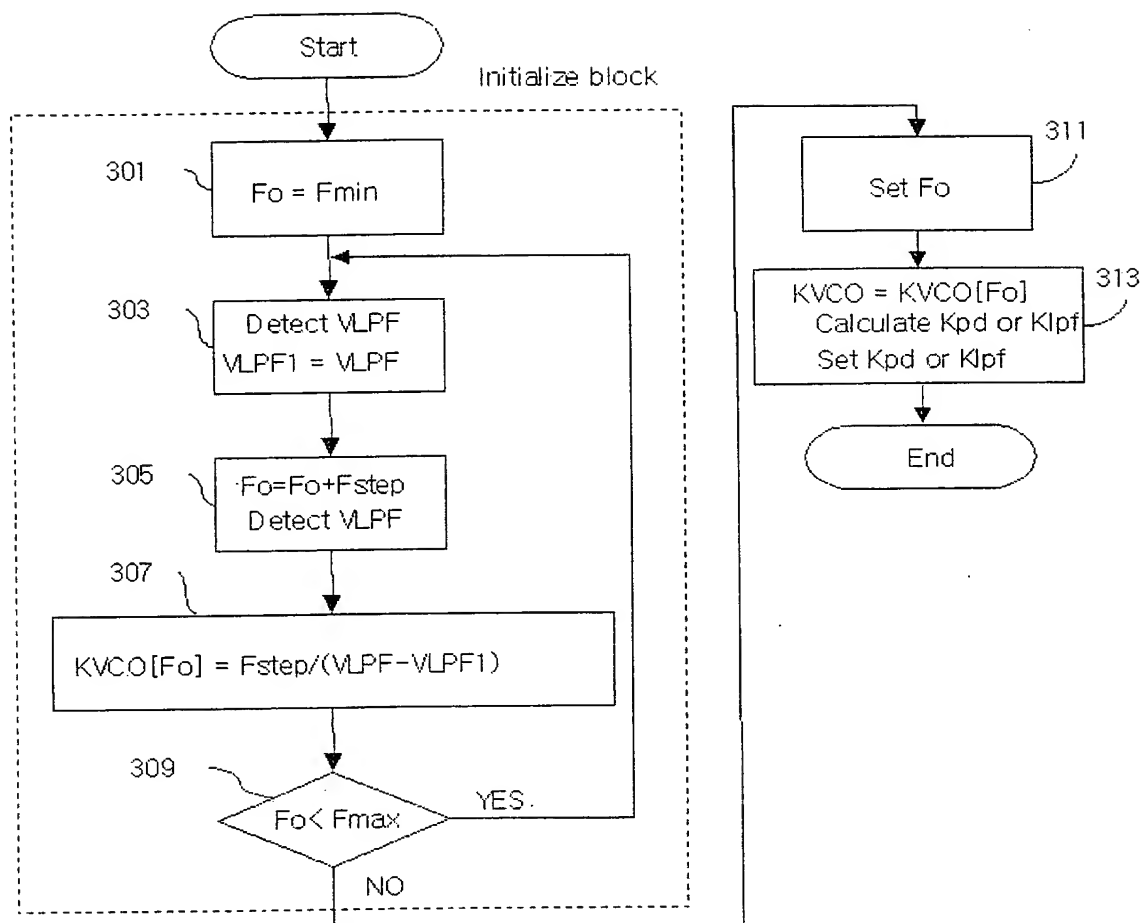 Start
Initialize block
301
Fo = Fmin
303
Detect VLPF
VLPF1 = VLPF
305
Fo=Fo+Fstep
Detect VLPF
307
KVCO[Fo] = Fstep/(VLPF-VLPF1)
309
Fo< Fmax
YES
NO
311
Set Fo
313
KVCO = KVCO[Fo]
Calculate Kpd or Klpf
Set Kpd or Klpf
End